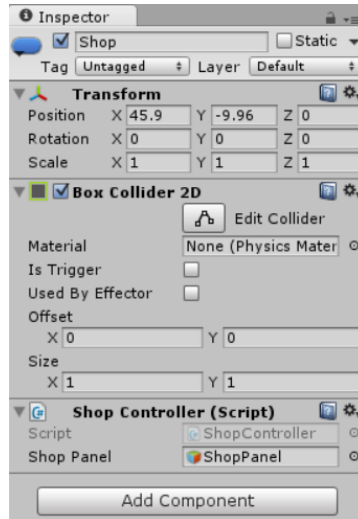 Inspector
Shop Static
Tag Untagged Layer Default
Transform
Position X 45.9 Y -9.96 Z 0
Rotation X 0 Y 0 Z 0
Scale X 1 Y 1 Z 1
Box Collider 2D
Edit Collider
Material None (Physics Mater
Is Trigger
Used By Effector
Offset
X 0 Y 0
Size
X 1 Y 1
Shop Controller (Script)
Script ShopController
Shop Panel ShopPanel
Add Component